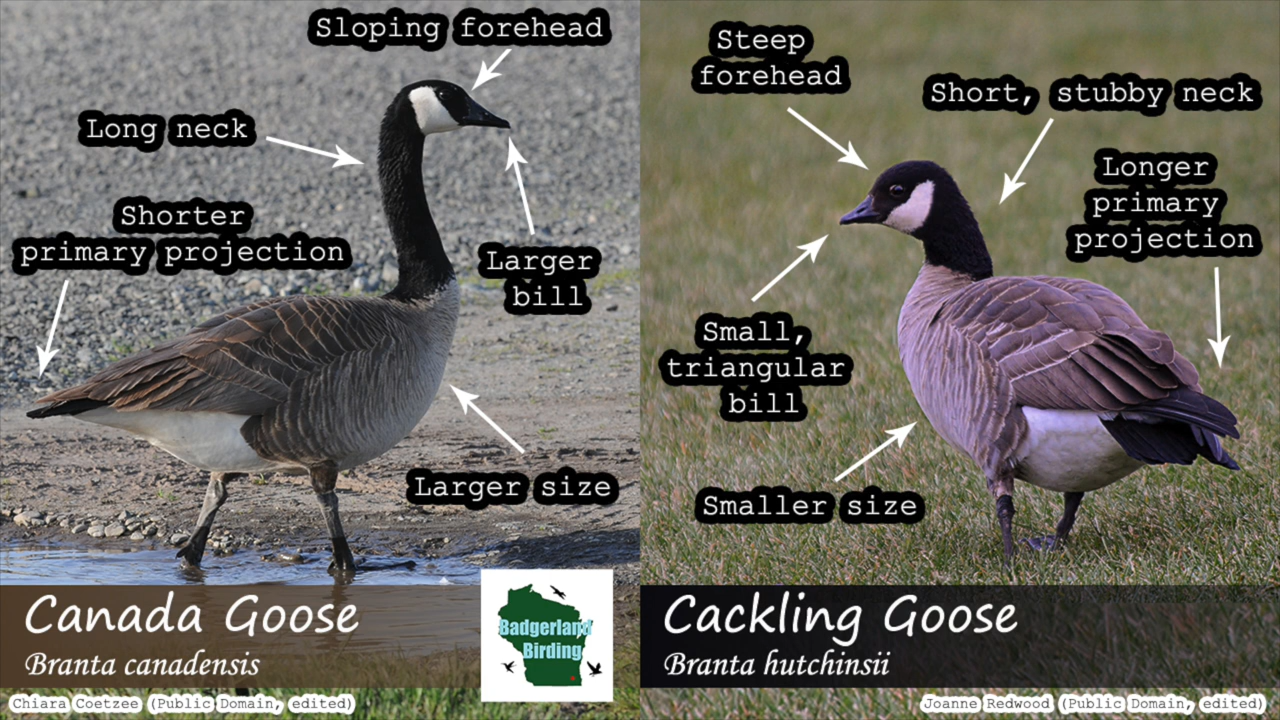 Sloping forehead
Long neck
Shorter
primary projection
Larger
bill
Larger size
Canada Goose
Branta canadensis
Chiara Coetzee (Public Domain, edited)
Badgerland
Birding
Steep
forehead
Short, stubby neck
Longer
primary
projection
Small,
triangular
bill
Smaller size
Cackling Goose
Branta hutchinsii
Joanne Redwood (Public Domain, edited)